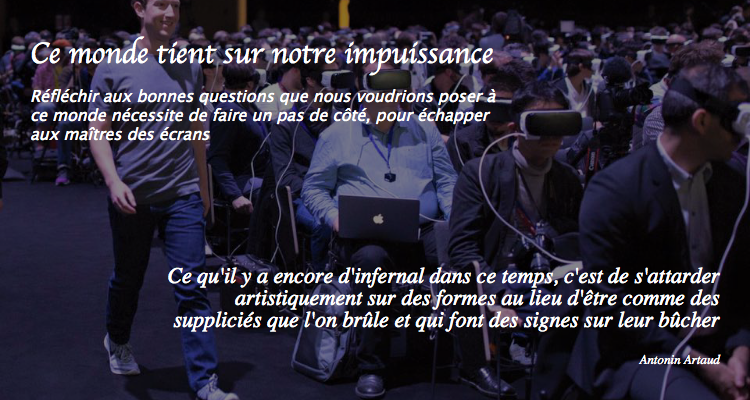 Ce monde tient sur notre impuissance
Réfléchir aux bonnes questions que nous voudrions poser à
ce monde nécessite de faire un pas de côté, pour échapper
aux maîtres des écrans
Ce qu'il y a encore d'infernal dans ce temps, c'est de s'attarder
artistiquement sur des formes au lieu d'être comme des
suppliciés que l'on brûle et qui font des signes sur leur bûcher
Antonin Artaud